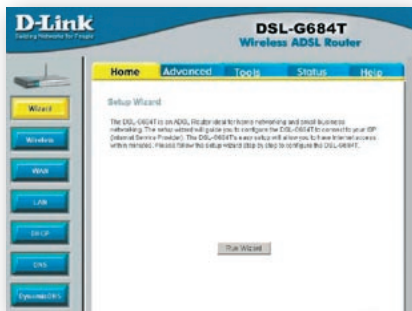 D-Link
Building Networks for People
DSL-G684T
Wireless ADSL Router
Home Advanced Tools Status Help
Wizard
Wireless
WAN
LAN
DHCP
DNS
Dynamic DNS
Setup Wizard
The DSL-G684T is an ADSL Router ideal for home networking and small business
networking. The setup wizard will guide you to configure the DSL-G684T to connect to your ISP
(Internet Service Provider). The DSL-G684T's easy setup will allow you to have Internet access
within minutes. Please follow the setup wizard step by step to configure the DSL-G684T.
Run Wizard